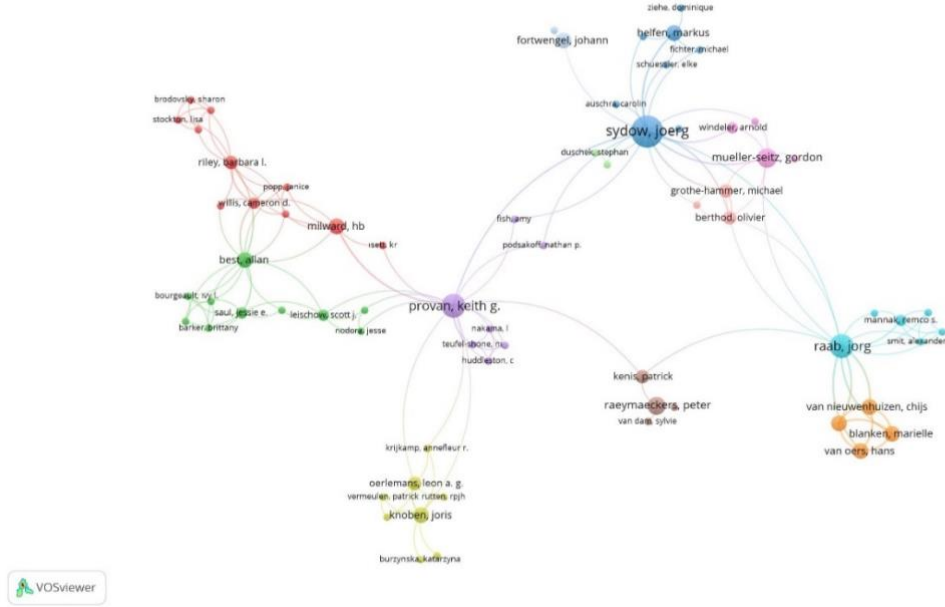 ziehe, dominique
belfen, markus
fortwengel, johann
fichter, michael
schuessler, elke
brodovsky, sharon
auschra, carolin
stockton, lisa
windeler, arnold
sydow, joerg
duschek, stephan
mueller-seitz, gordon
riley, barbara l.
popp, janice
grothe-hammer, michael
willis, cameron d.
berthod, olivier
fish, amy
milward, hb
isett, kr
podsakoff, nathan p.
best, allan
bourgeault, ivy l.
provan, keith g.
saul, jessie e.
leischow, scott j.
mannak, remco s.
barker, brittany
nodora, jesse
nakama, l
teufel-shone, ni
smit, alexander
raab, jorg
huddleston, c
kenis, patrick
raeymaeckers, peter
van nieuwenhuizen, chijs
van dam, sylvie
blanken, marielle
krijkamp, annefleur r.
van oers, hans
oerlemans, leon a. g.
vermeulen, patrick rutten, rpjh
knoben, joris
burzynska, katarzyna
VOSviewer